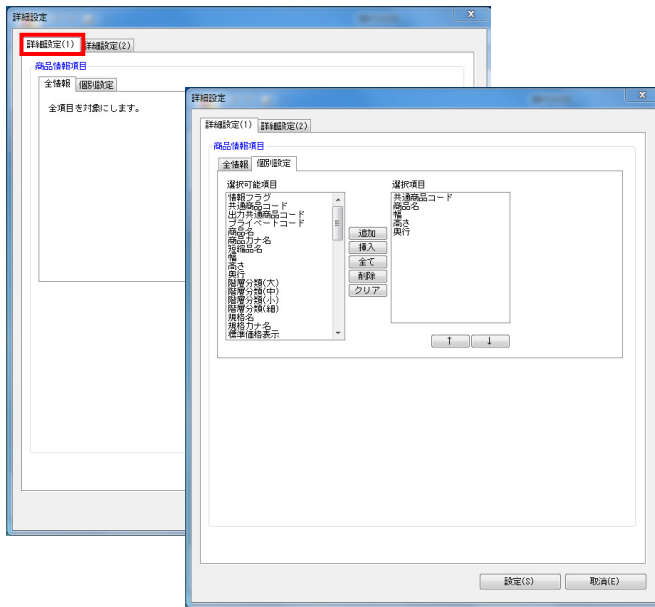 詳細設定
x
詳細設定(1)
詳細設定(2)
商品情報項目
全情報
個別設定
全項目を対象にします。
詳細設定
x
詳細設定(1)
詳細設定(2)
商品情報項目
全情報
個別設定
選択可能項目
情報フラグ
共通商品コード
出力共通商品コード
プライベートコード
商品名
商品カナ名
短縮品名
幅
高さ
奥行
階層分類(大)
階層分類(中)
階層分類(小)
階層分類(細)
規格名
規格カナ名
標準価格表示
追加
挿入
全て
削除
クリア
選択項目
共通商品コード
商品名
幅
高さ
奥行
↑
↓
設定(S)
取消(E)